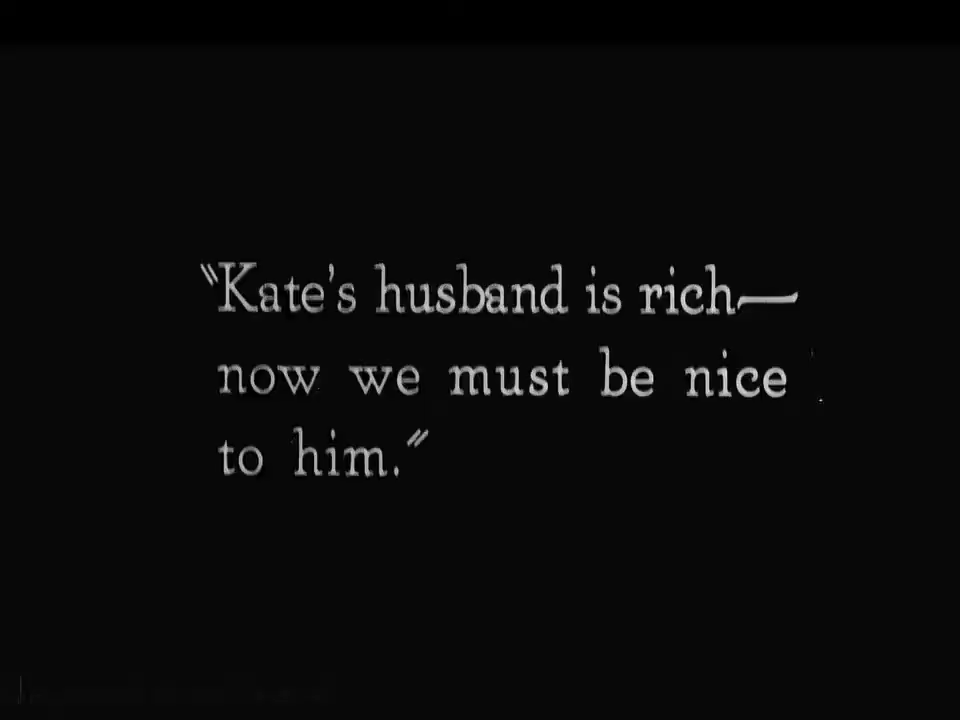 "Kate's husband is rich—
now we must be nice
to him."